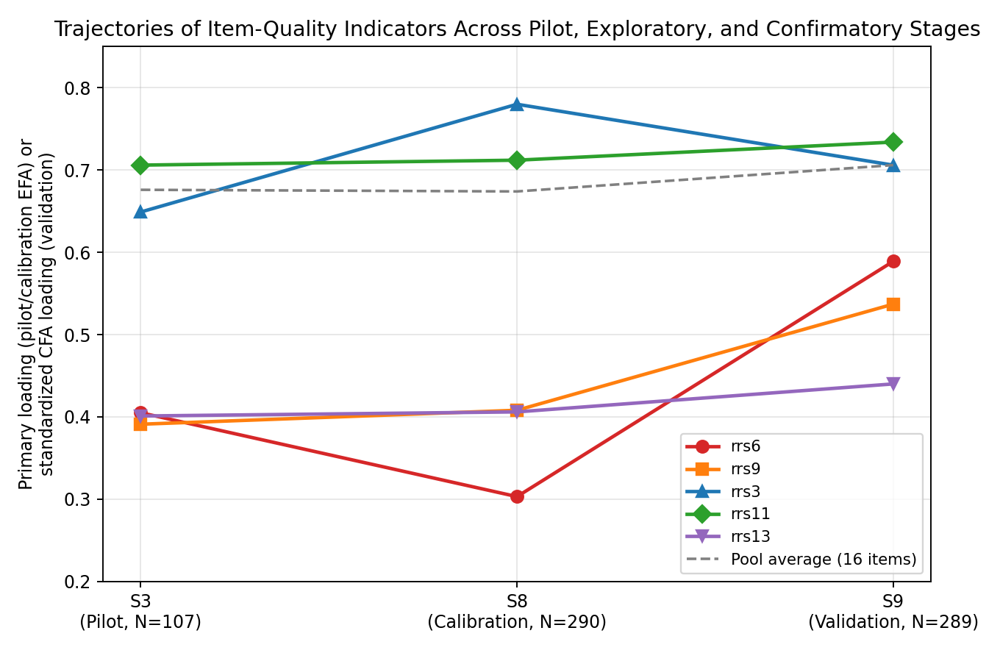 Trajectories of Item-Quality Indicators Across Pilot, Exploratory, and Confirmatory Stages
Primary loading (pilot/calibration EFA) or
standardized CFA loading (validation)
0.8
0.7
0.6
0.5
0.4
0.3
0.2
rrs6
rrs9
rrs3
rrs11
rrs13
Pool average (16 items)
S3
(Pilot, N=107)
S8
(Calibration, N=290)
S9
(Validation, N=289)